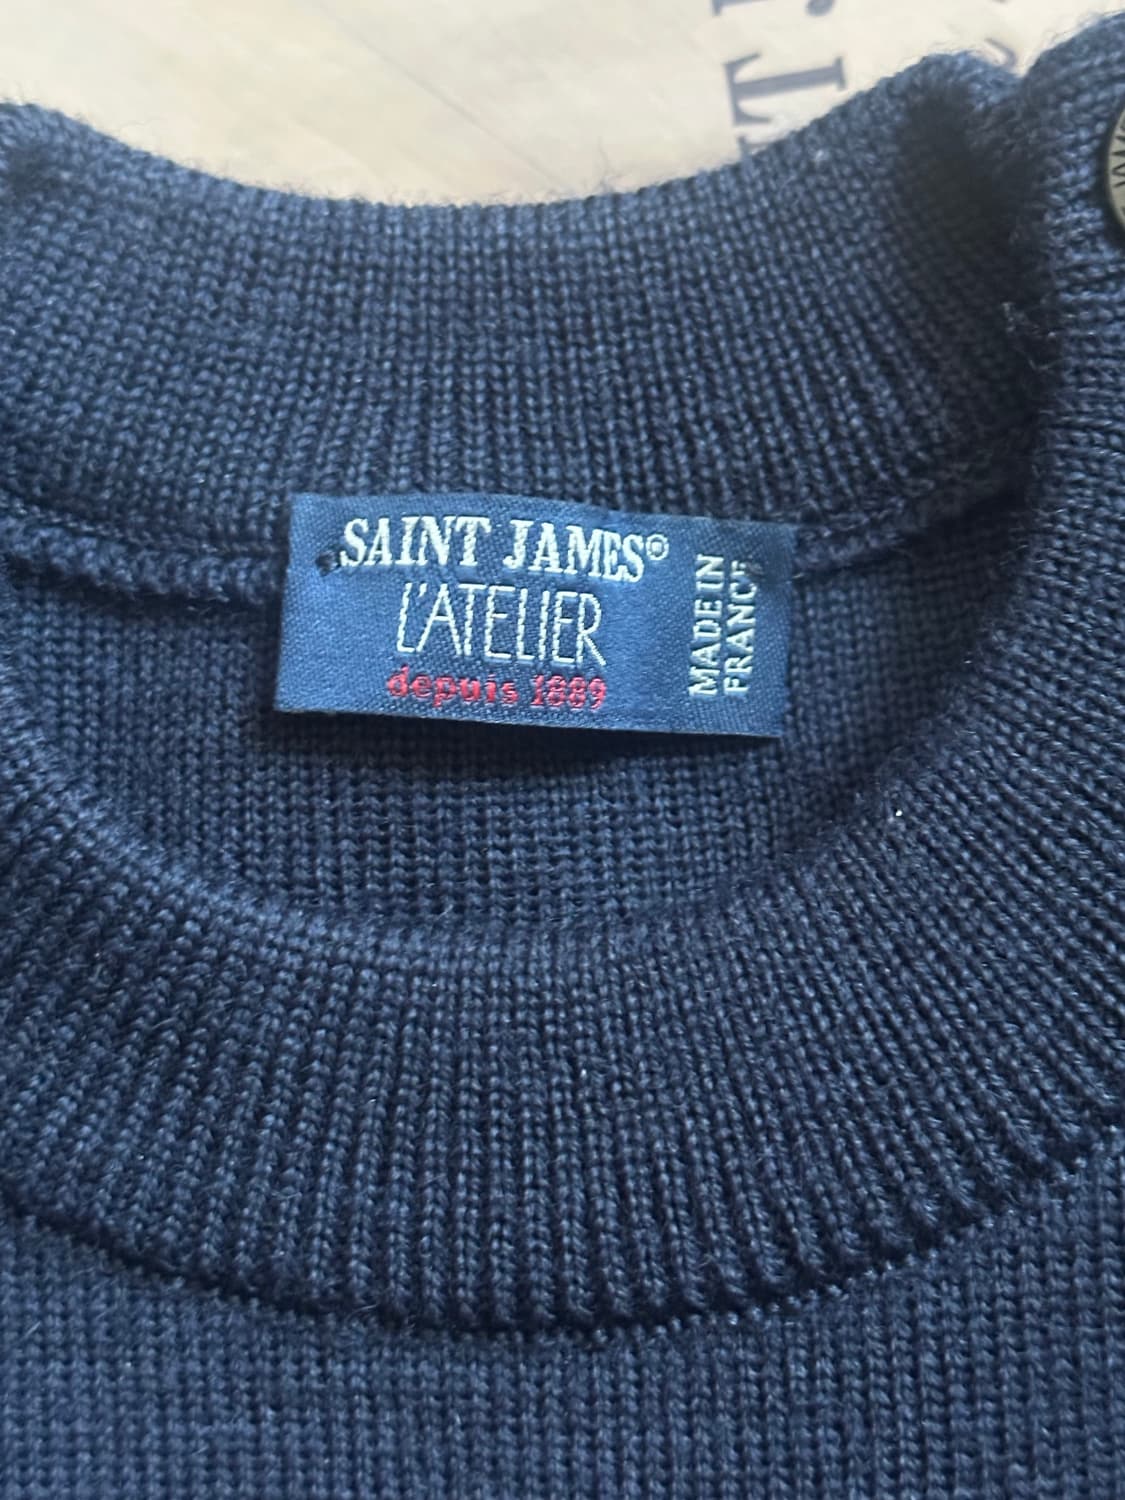 SAINT JAMES®
L'ATELIER
depuis 1889
MADE IN
FRANCE